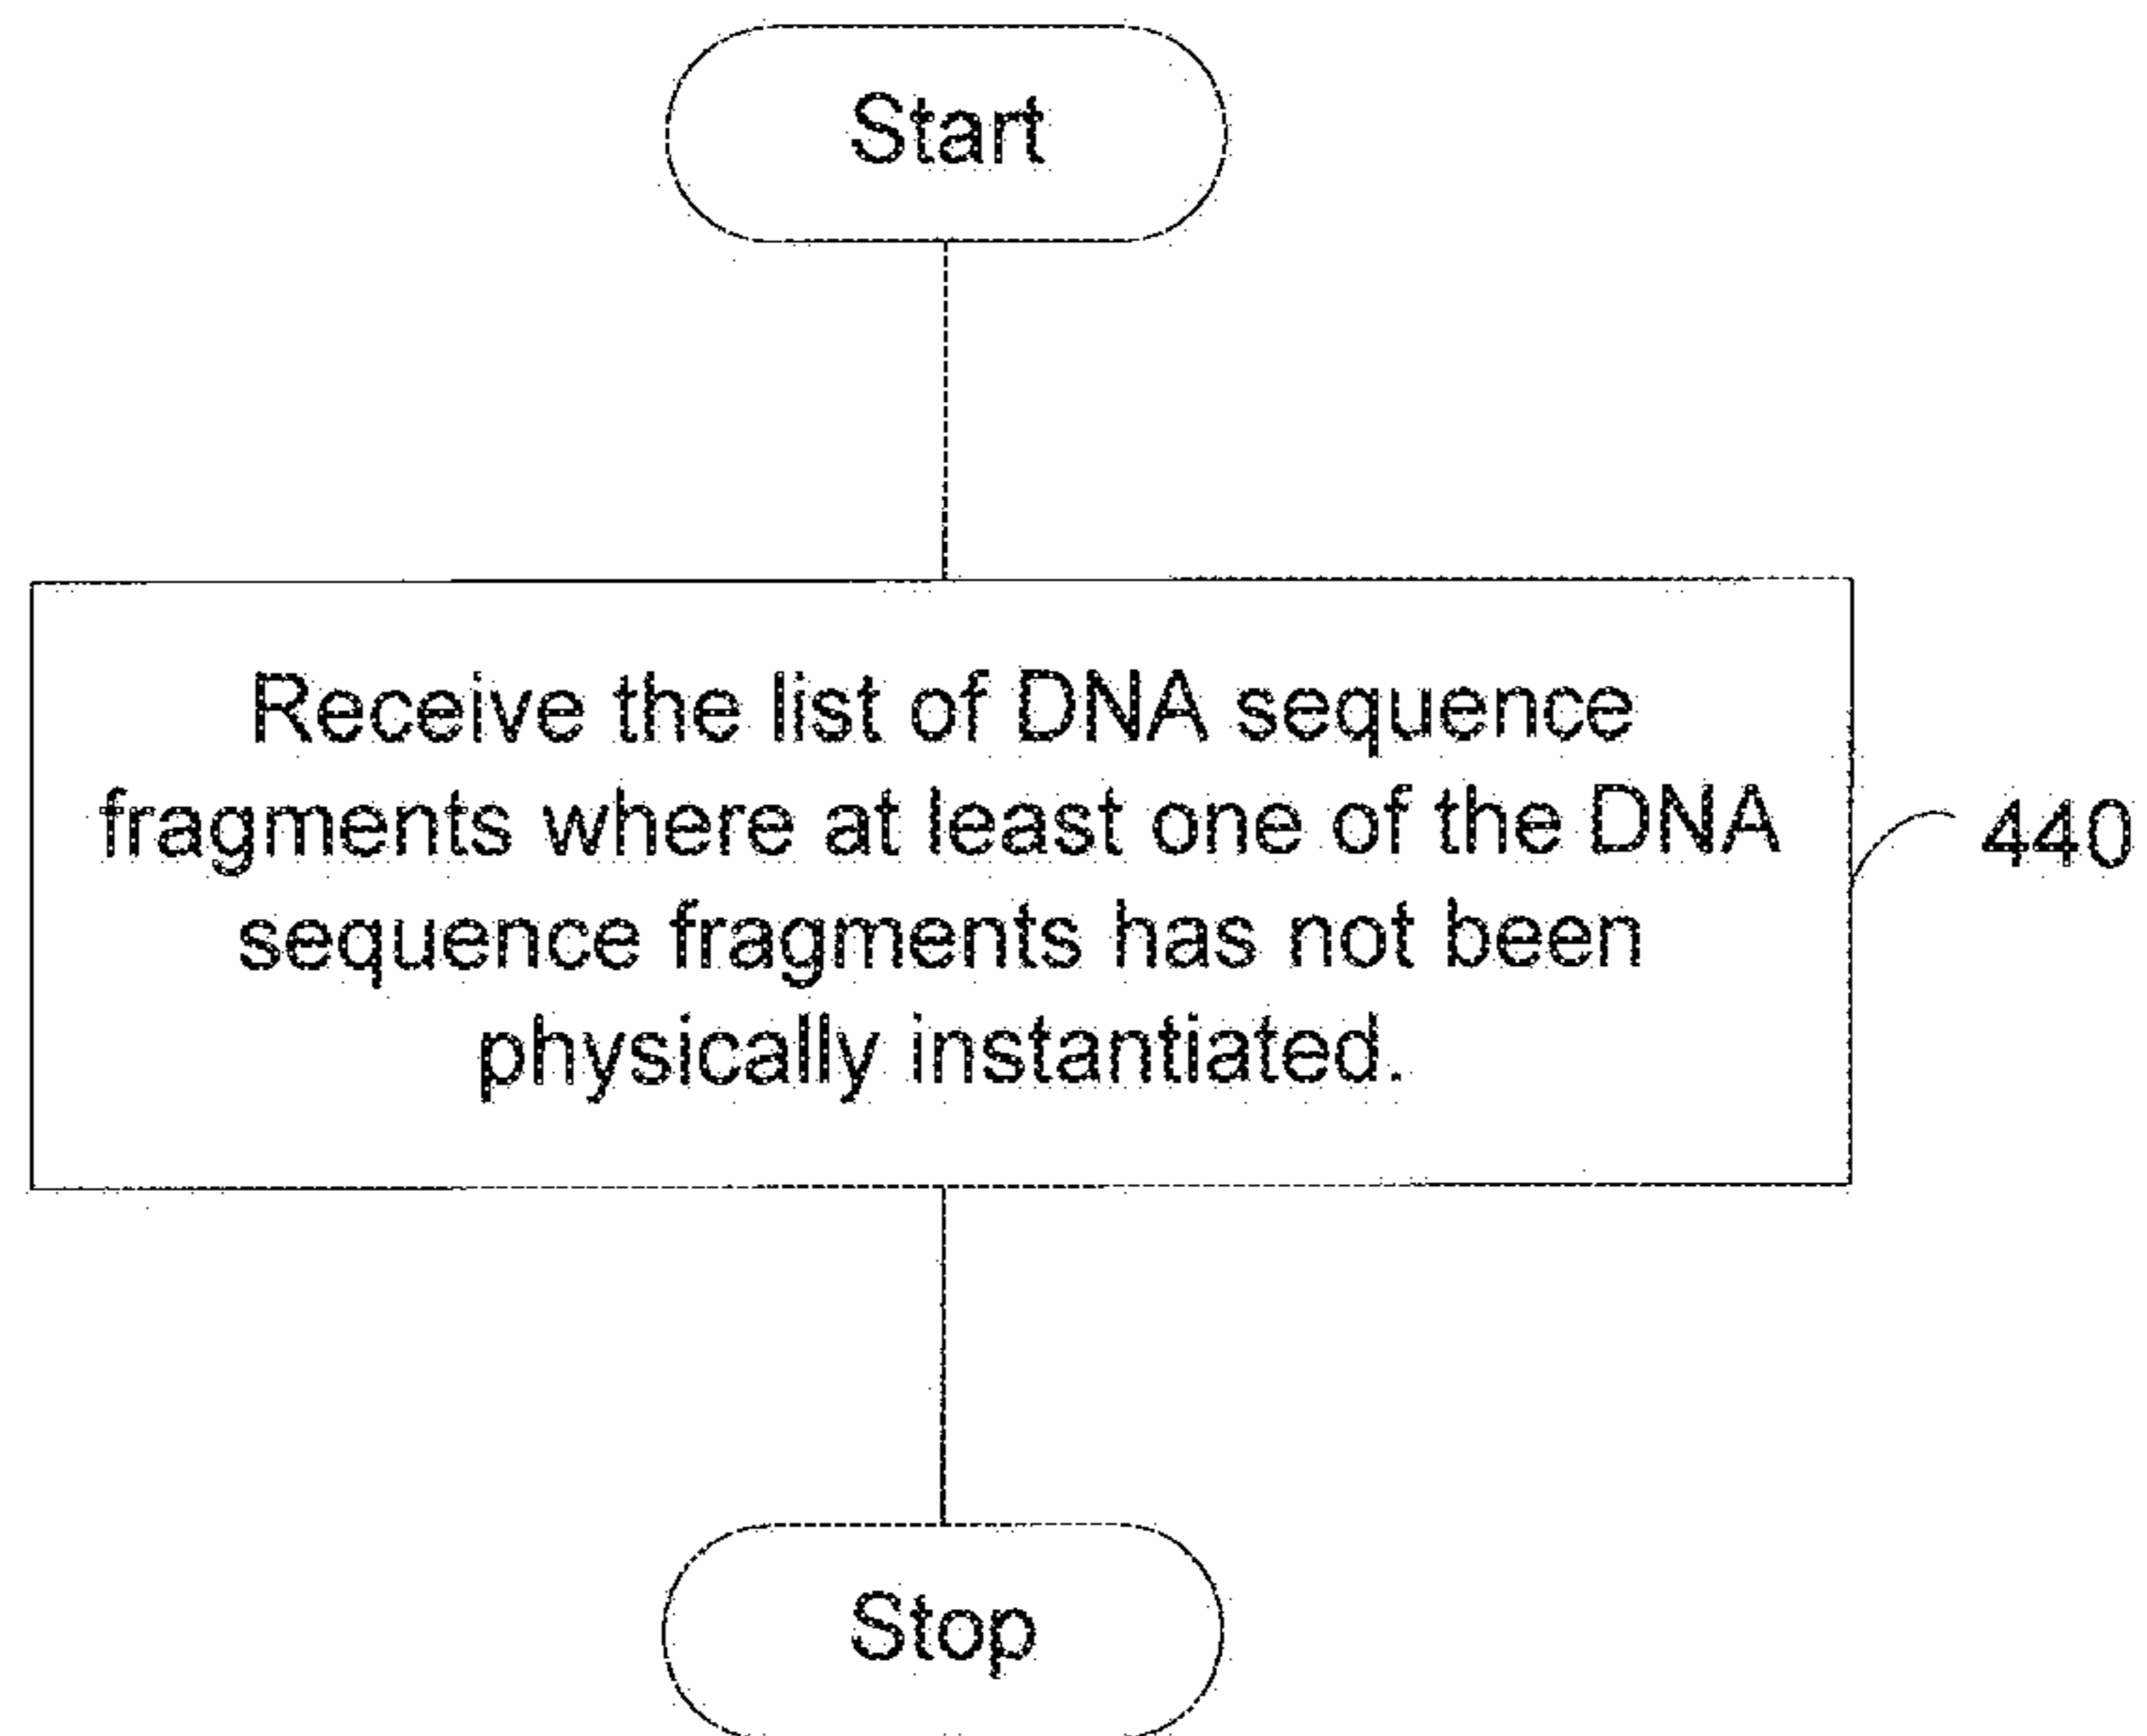 Start
Receive the list of DNA sequence
fragments where at least one of the DNA
sequence fragments has not been
physically instantiated.
440
Stop